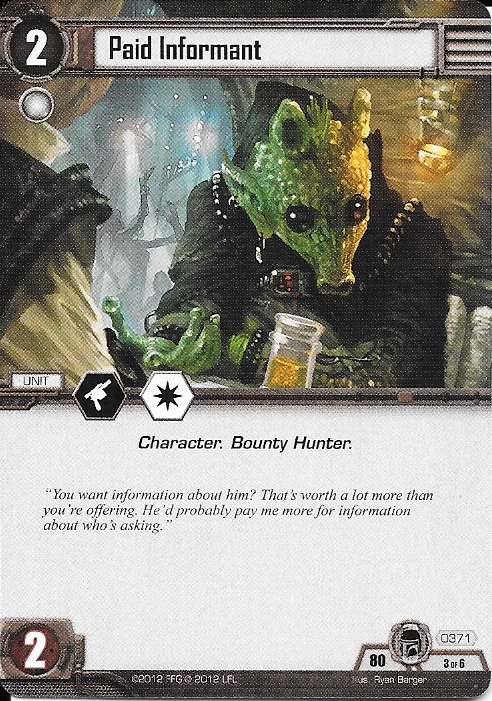 2
Paid Informant
UNIT
Character. Bounty Hunter.
“You want information about him? That’s worth a lot more than
you’re offering. He’d probably pay me more for information
about who’s asking.”
2
0371
80
3 OF 6
©2012 FFG © 2012 LFL
Illus. Ryan Barger